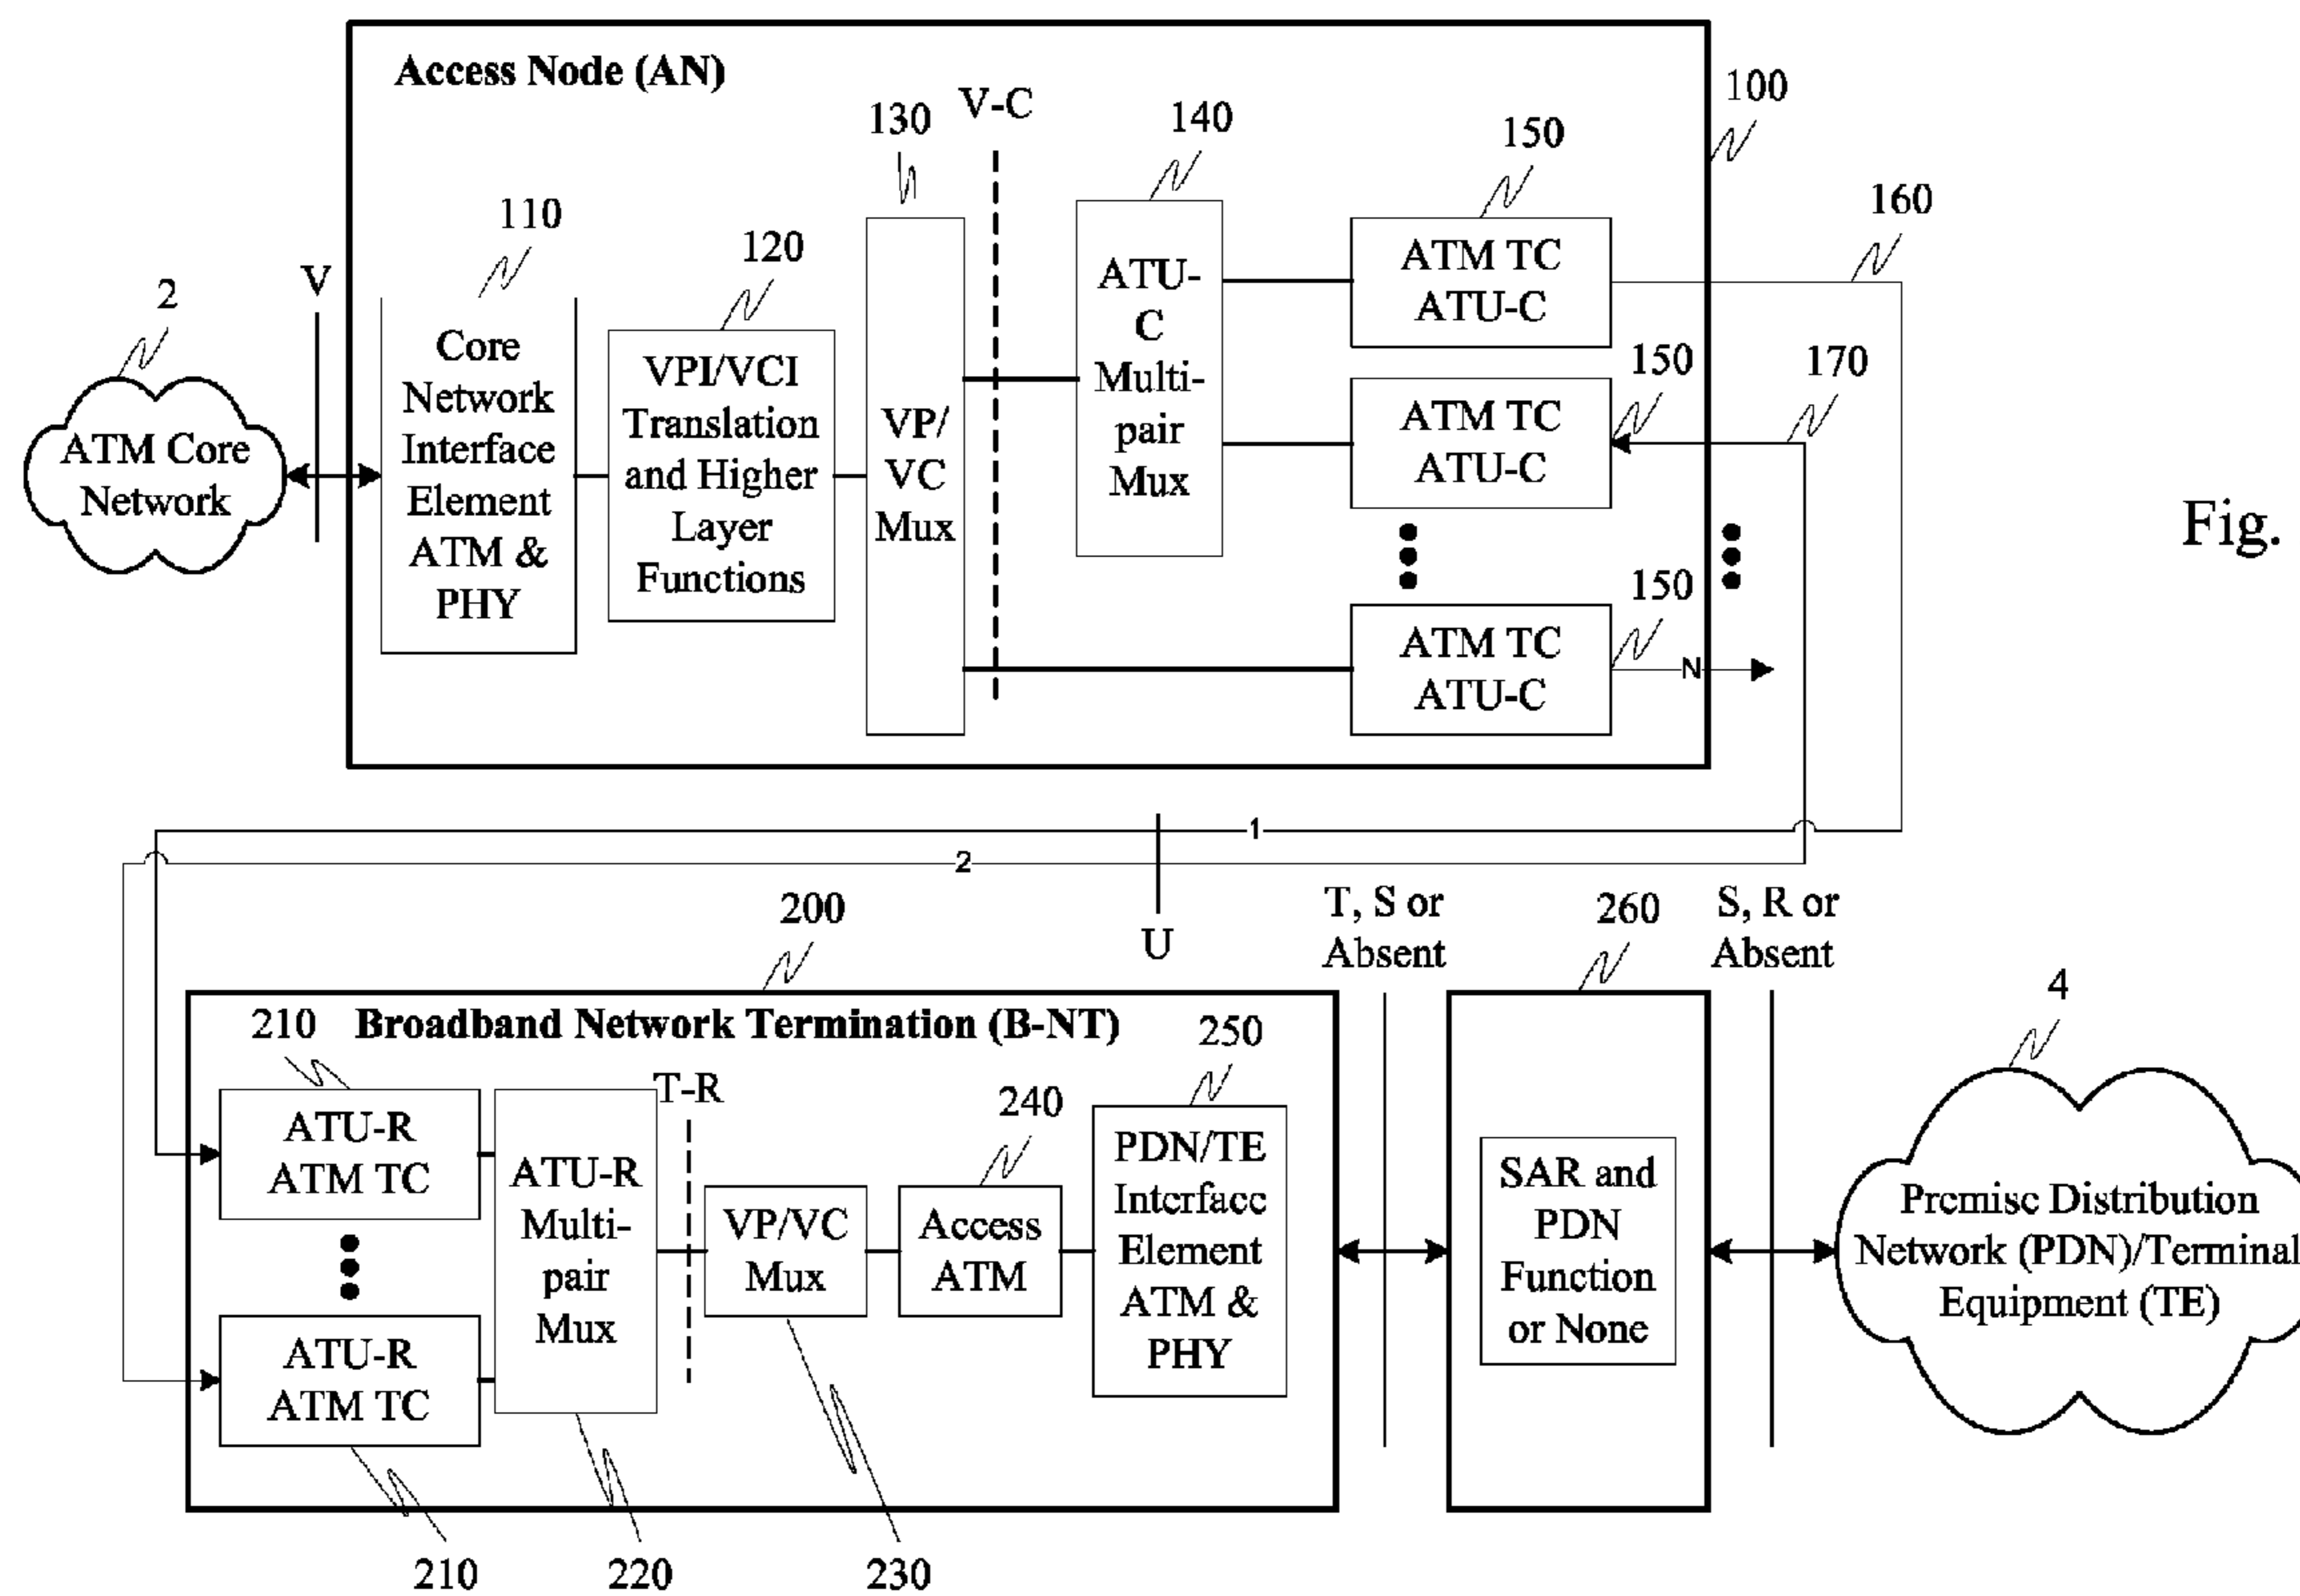 Access Node (AN)
100
V-C
130
140
150
160
110
120
2
V
ATM Core
Network
Core
Network
Interface
Element
ATM &
PHY
VPI/VCI
Translation
and Higher
Layer
Functions
VP/
VC
Mux
ATU-
C
Multi-
pair
Mux
ATM TC
ATU-C
150
170
ATM TC
ATU-C
150
ATM TC
ATU-C
N
Fig.
1
2
U
200
T, S or
Absent
260
S, R or
Absent
4
210
Broadband Network Termination (B-NT)
250
T-R
240
ATU-R
ATM TC
ATU-R
ATM TC
ATU-R
Multi-
pair
Mux
VP/VC
Mux
Access
ATM
PDN/TE
Interface
Element
ATM &
PHY
SAR and
PDN
Function
or None
Premise Distribution
Network (PDN)/Terminal
Equipment (TE)
210
220
230